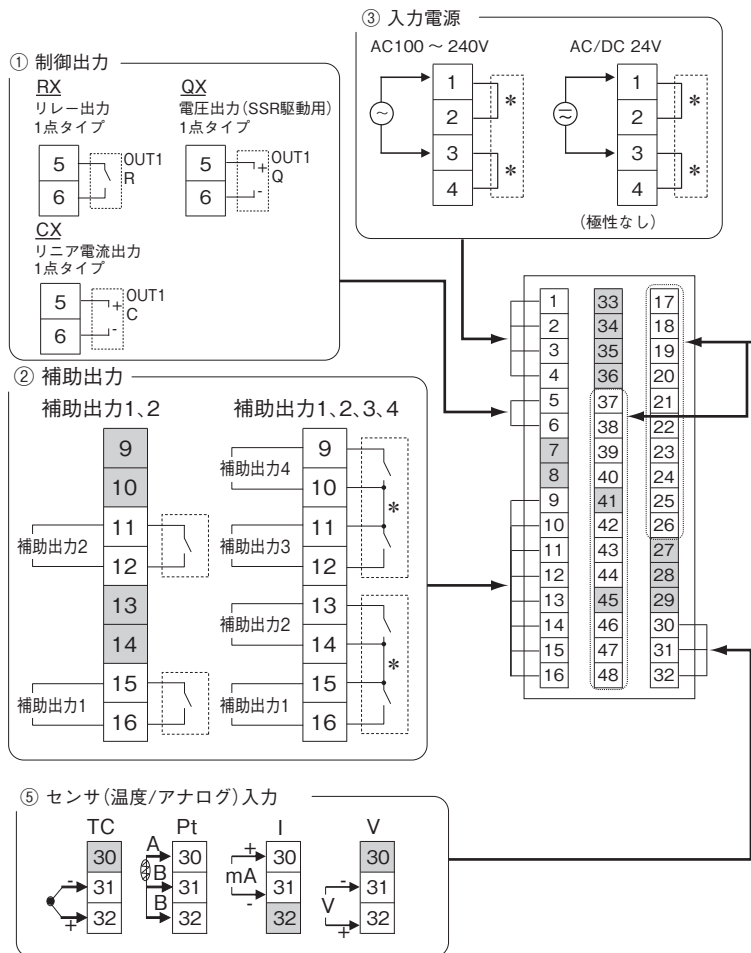 ① 制御出力
RX
リレー出力
1点タイプ
5
6
OUT1
R
QX
電圧出力(SSR駆動用)
1点タイプ
5
6
+
-
OUT1
Q
CX
リニア電流出力
1点タイプ
5
6
+
-
OUT1
C
③ 入力電源
AC100 ~ 240V
1
2
3
4
*
*
AC/DC 24V
1
2
3
4
*
*
(極性なし)
② 補助出力
補助出力1、2
9
10
11
12
13
14
15
16
補助出力2
補助出力1
補助出力1、2、3、4
9
10
11
12
13
14
15
16
補助出力4
補助出力3
補助出力2
補助出力1
*
*
1 33 17
2 34 18
3 35 19
4 36 20
5 37 21
6 38 22
7 39 23
8 40 24
9 41 25
10 42 26
11 43 27
12 44 28
13 45 29
14 46 30
15 47 31
16 48 32
⑤ センサ(温度/アナログ)入力
TC
30
31
32
-
+
Pt
A
B
B
30
31
32
I
+
mA
-
30
31
32
V
-
V
+
30
31
32